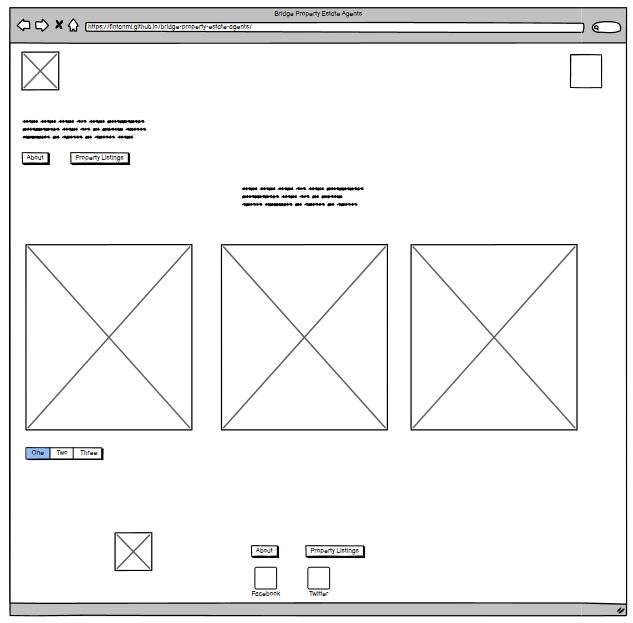 Bridge Property Estate Agents
https://fintanml.github.io/bridge-property-estate-agents/
About
Property Listings
One Two Three
About
Property Listings
Facebook
Twitter